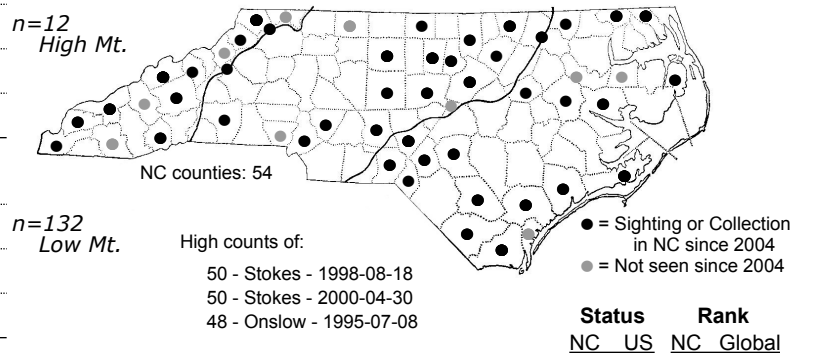 n=12
High Mt.
NC counties: 54
n=132
Low Mt.
High counts of:
50 - Stokes - 1998-08-18
50 - Stokes - 2000-04-30
48 - Onslow - 1995-07-08
= Sighting or Collection
in NC since 2004
= Not seen since 2004
Status Rank
NC US NC Global